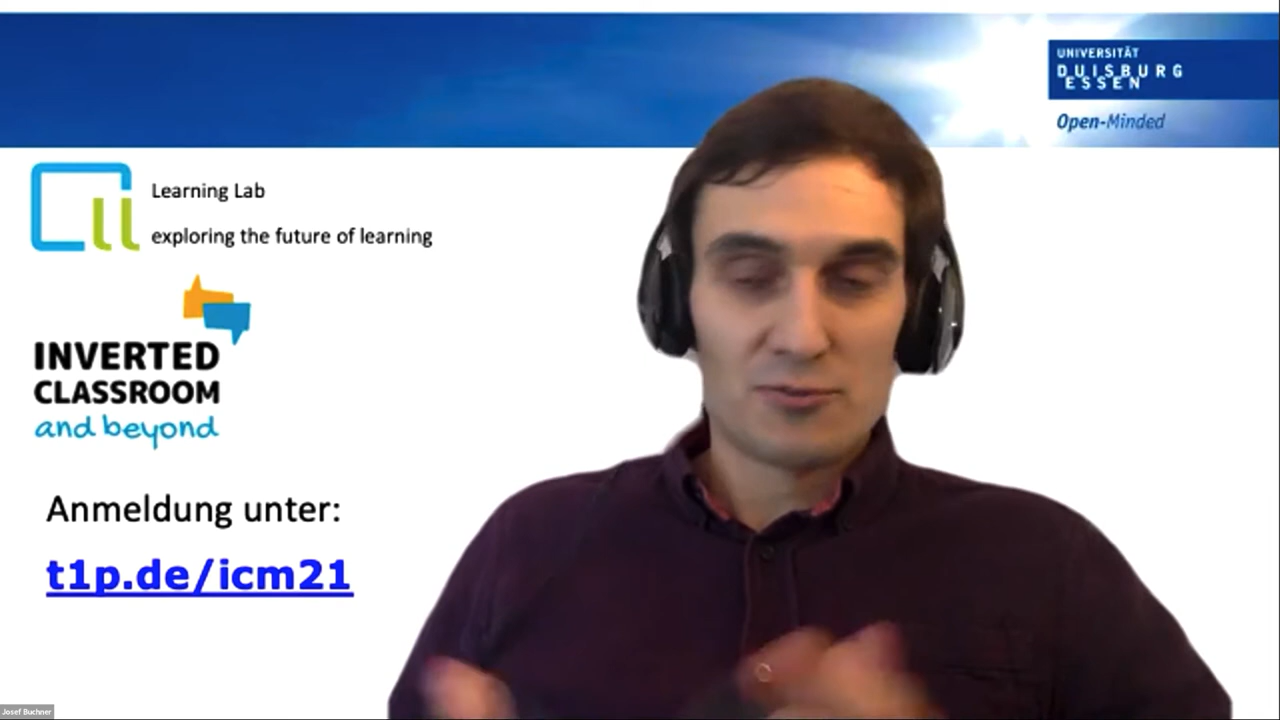 UNIVERSITÄT
DUISBURG
ESSEN
Open-Minded
Learning Lab
exploring the future of learning
INVERTED
CLASSROOM
and beyond
Anmeldung unter:
t1p.de/icm21
Josef Buchner